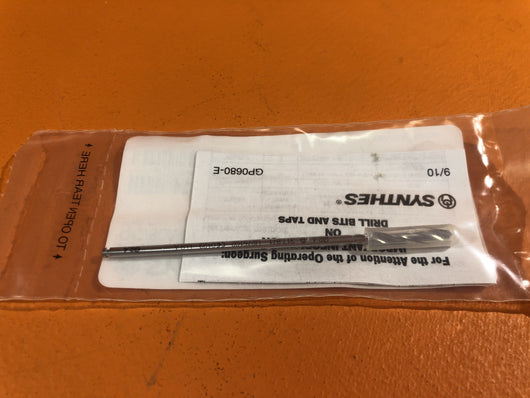 TO OPEN TEAR HERE
For the Attention of the Operating Surgeon:
ON
DRILL BITS AND TAPS
SYNTHES®
GP0680-E
9/10